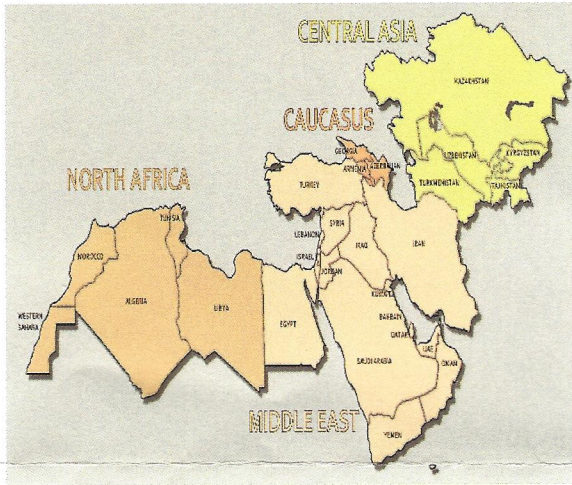 CENTRAL ASIA
KAZAKHSTAN
CAUCASUS
GEORGIA
UZBEKISTAN
KYRGYZSTAN
ARMENIA
AZERBAIJAN
NORTH AFRICA
TURKEY
TURKMENISTAN
TAJIKISTAN
TUNISIA
SYRIA
LEBANON
IRAQ
IRAN
MOROCCO
ISRAEL
JORDAN
KUWAIT
ALGERIA
LIBYA
WESTERN
SAHARA
EGYPT
BAHRAIN
QATAR
UAE
SAUDI ARABIA
OMAN
MIDDLE EAST
YEMEN